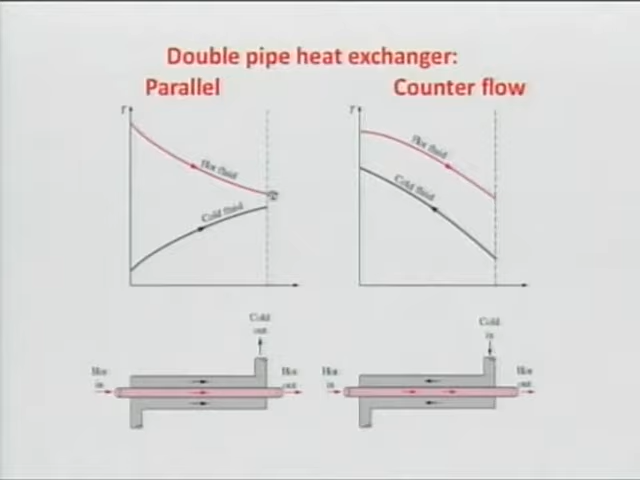 Double pipe heat exchanger:
Parallel
Counter flow
T
T
Hot fluid
Hot fluid
Cold fluid
Cold fluid
Cold
out
Cold
in
Hot
in
Hot
out
Hot
in
Hot
out